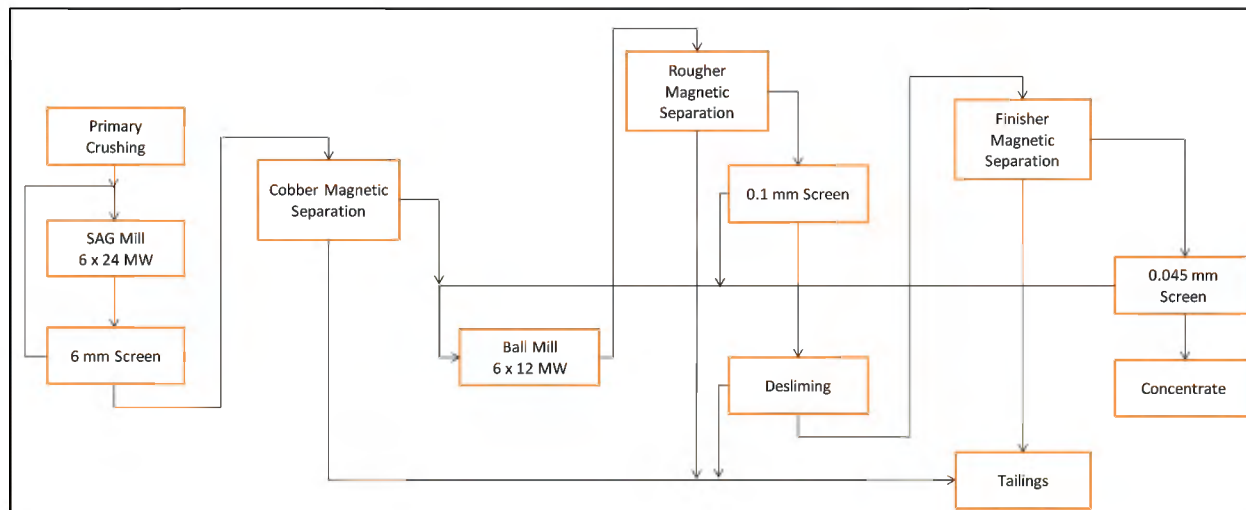 Primary
Crushing
SAG Mill
6 x 24 MW
6 mm Screen
Cobber Magnetic
Separation
Ball Mill
6 x 12 MW
Rougher
Magnetic
Separation
0.1 mm Screen
Desliming
Finisher
Magnetic
Separation
0.045 mm
Screen
Concentrate
Tailings